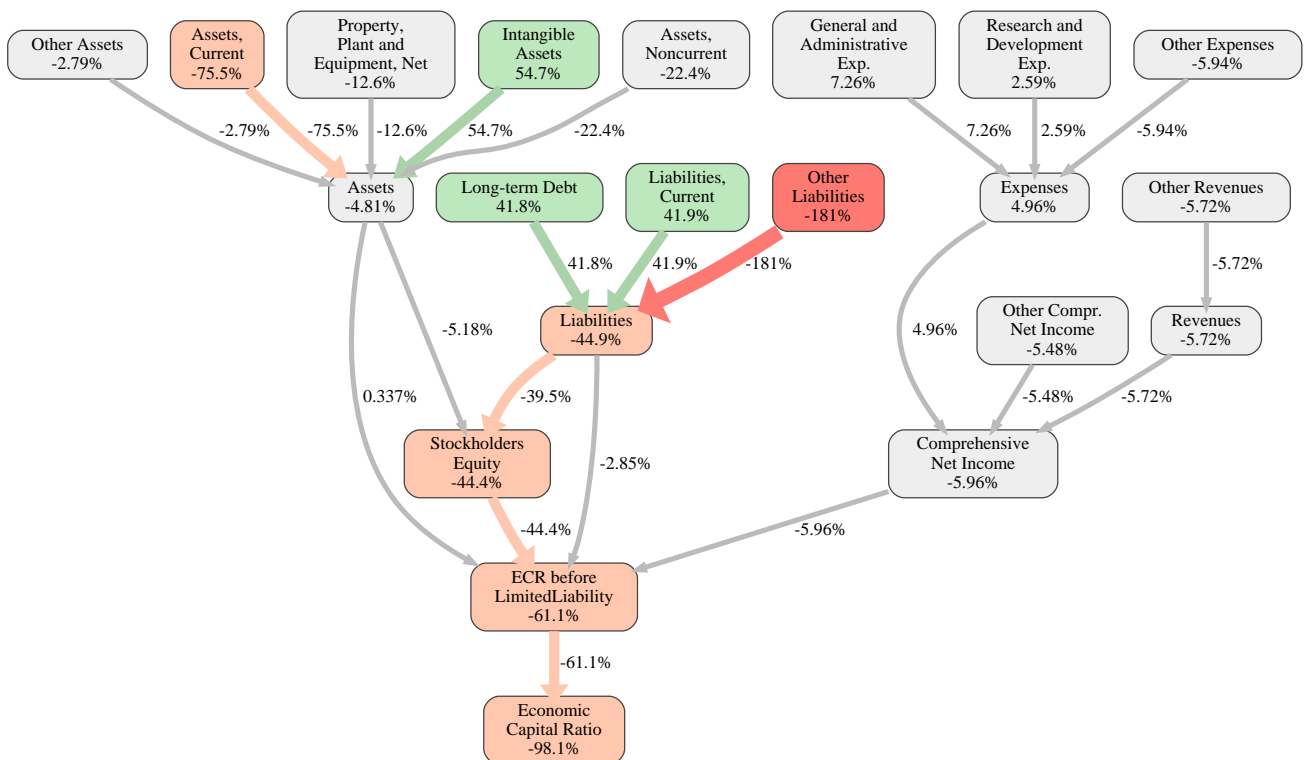 Other Assets
-2.79%
Assets,
Current
-75.5%
Property,
Plant and
Equipment, Net
-12.6%
Intangible
Assets
54.7%
Assets,
Noncurrent
-22.4%
General and
Administrative
Exp.
7.26%
Research and
Development
Exp.
2.59%
Other Expenses
-5.94%
-2.79%
-75.5%
-12.6%
54.7%
-22.4%
7.26%
2.59%
-5.94%
Assets
-4.81%
Long-term Debt
41.8%
Liabilities,
Current
41.9%
Other
Liabilities
-181%
Expenses
4.96%
Other Revenues
-5.72%
41.8%
41.9%
-181%
-5.72%
-5.18%
Liabilities
-44.9%
4.96%
Other Compr.
Net Income
-5.48%
Revenues
-5.72%
0.337%
-39.5%
-5.48%
-5.72%
Stockholders
Equity
-44.4%
-2.85%
Comprehensive
Net Income
-5.96%
-44.4%
-5.96%
ECR before
LimitedLiability
-61.1%
-61.1%
Economic
Capital Ratio
-98.1%